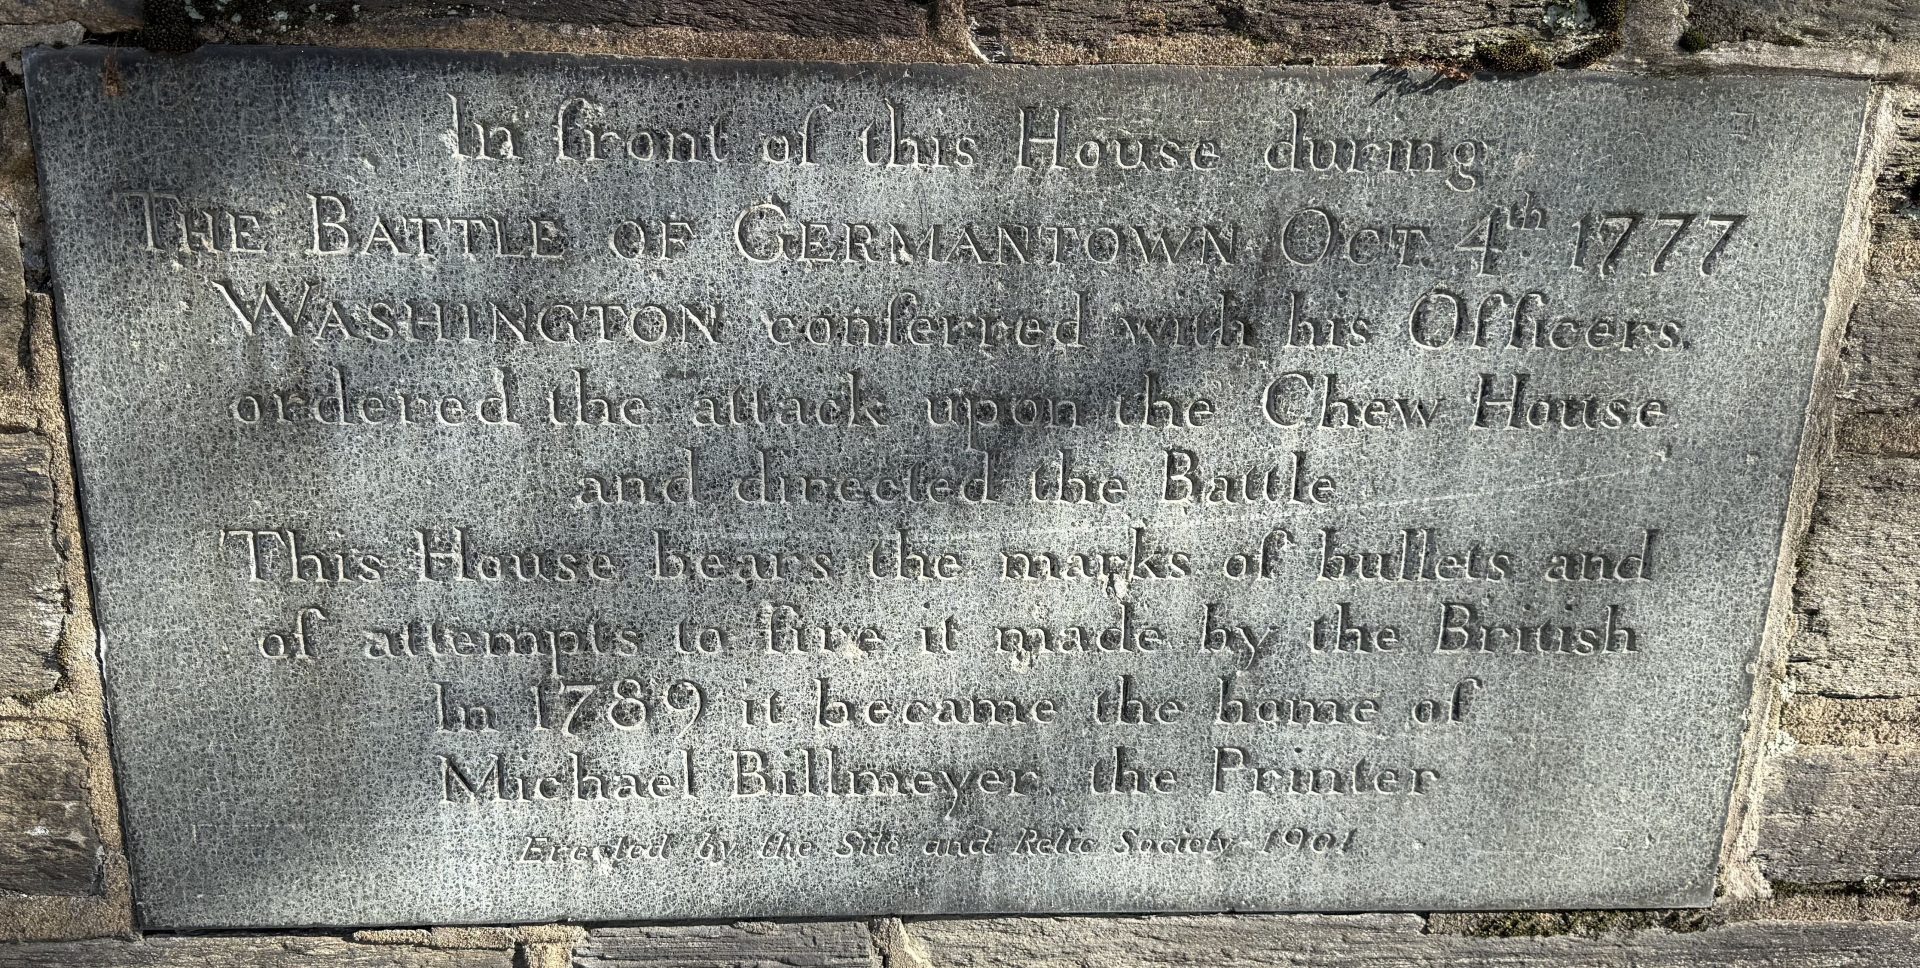 In front of this House during
THE BATTLE OF GERMANTOWN OCT. 4th. 1777
WASHINGTON conferred with his Officers,
ordered the attack upon the Chew House
and directed the Battle
This House bears the marks of bullets and
of attempts to fire it made by the British
In 1789 it became the home of
Michael Billmeyer, the Printer
Erected by the Site and Relic Society 1901